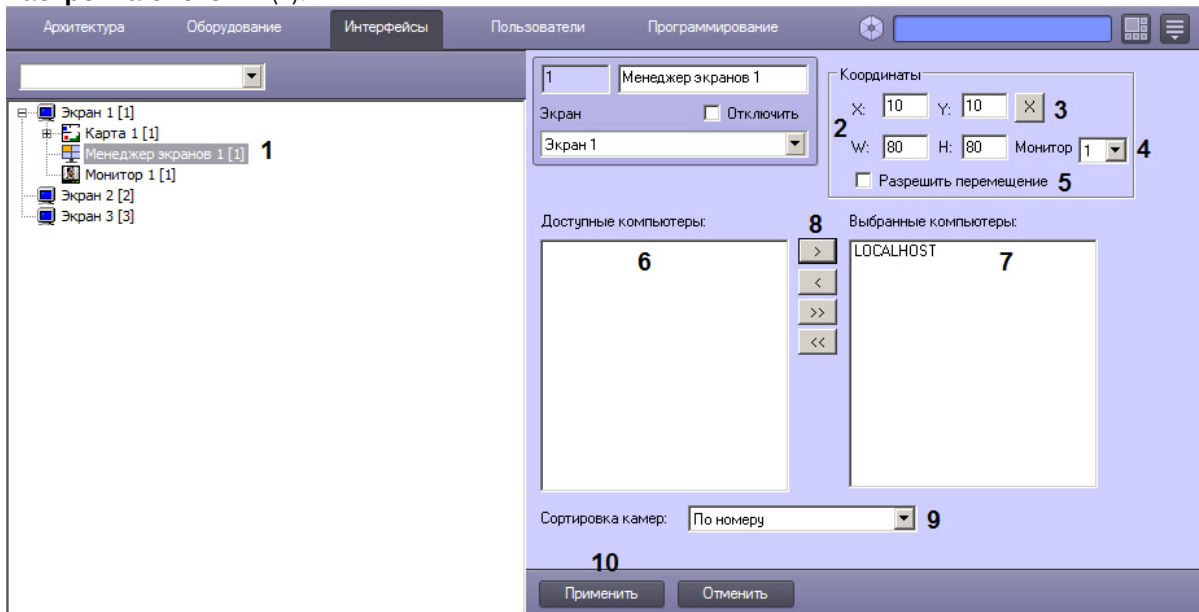 Архитектура Оборудование Интерфейсы Пользователи Программирование
Экран 1 [1]
Карта 1 [1]
Менеджер экранов 1 [1] 1
Монитор 1 [1]
Экран 2 [2]
Экран 3 [3]
1 Менеджер экранов 1
Экран Отключить
Экран 1
Координаты
X: 10 Y: 10 X 3
2
W: 80 H: 80 Монитор 1 4
Разрешить перемещение 5
Доступные компьютеры: 8 Выбранные компьютеры:
6
>
<
>>
<<
LOCALHOST
7
Сортировка камер: По номеру 9
10
Применить Отменить